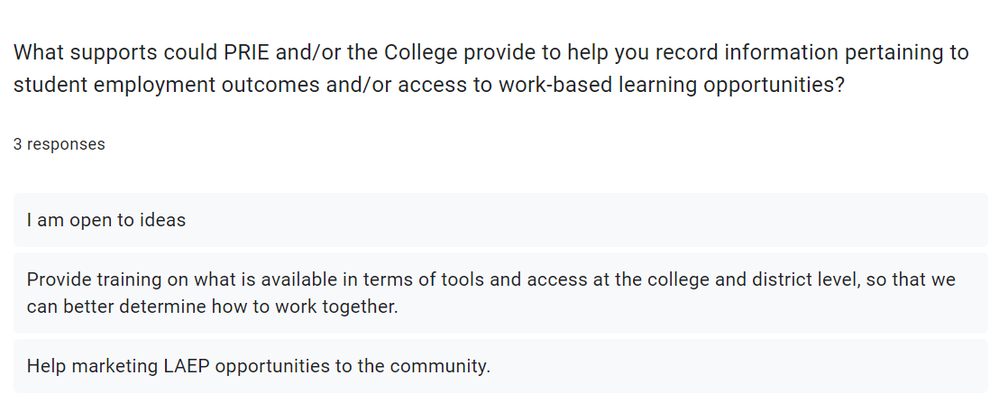 What supports could PRIE and/or the College provide to help you record information pertaining to
student employment outcomes and/or access to work-based learning opportunities?
3 responses
I am open to ideas
Provide training on what is available in terms of tools and access at the college and district level, so that we
can better determine how to work together.
Help marketing LAEP opportunities to the community.